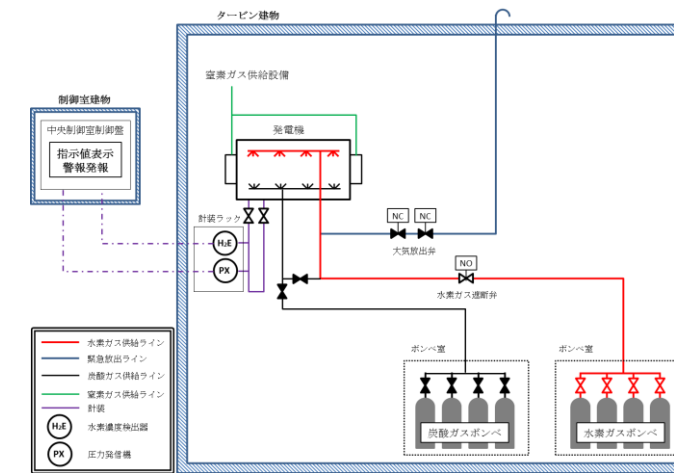 タービン建物
窒素ガス供給設備
制御室建物
中央制御室制御盤
指示値表示
警報発報
発電機
計装ラック
H₂E
PX
NC
NC
大気放出弁
NO
水素ガス遮断弁
水素ガス供給ライン
緊急放出ライン
炭酸ガス供給ライン
窒素ガス供給ライン
計装
H₂E
水素濃度検出器
PX
圧力発信機
ボンベ室
炭酸ガスボンベ
ボンベ室
水素ガスボンベ